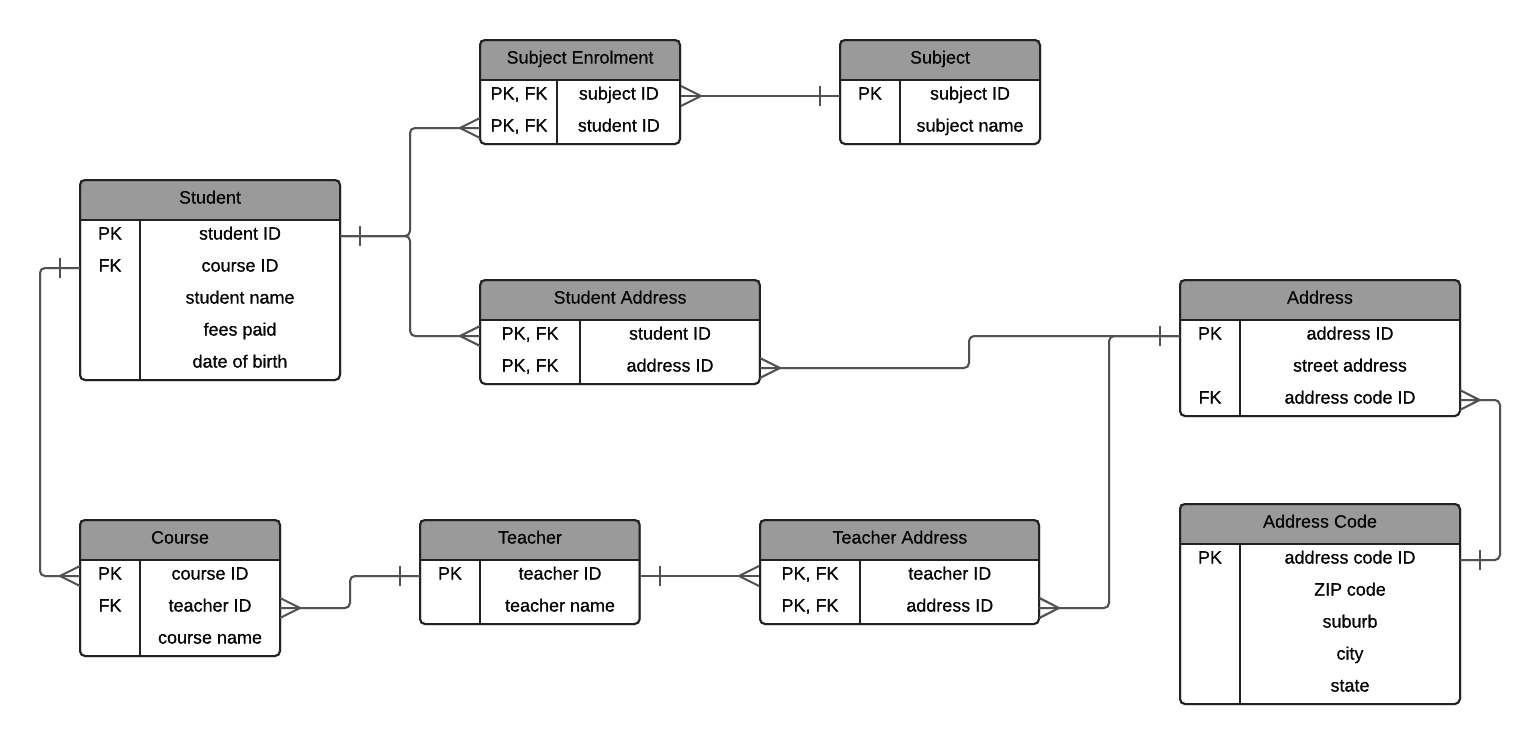 Subject Enrolment
PK, FK subject ID
PK, FK student ID
Subject
PK subject ID
subject name
Student
PK student ID
FK course ID
student name
fees paid
date of birth
Student Address
PK, FK student ID
PK, FK address ID
Address
PK address ID
street address
FK address code ID
Course
PK course ID
FK teacher ID
course name
Teacher
PK teacher ID
teacher name
Teacher Address
PK, FK teacher ID
PK, FK address ID
Address Code
PK address code ID
ZIP code
suburb
city
state